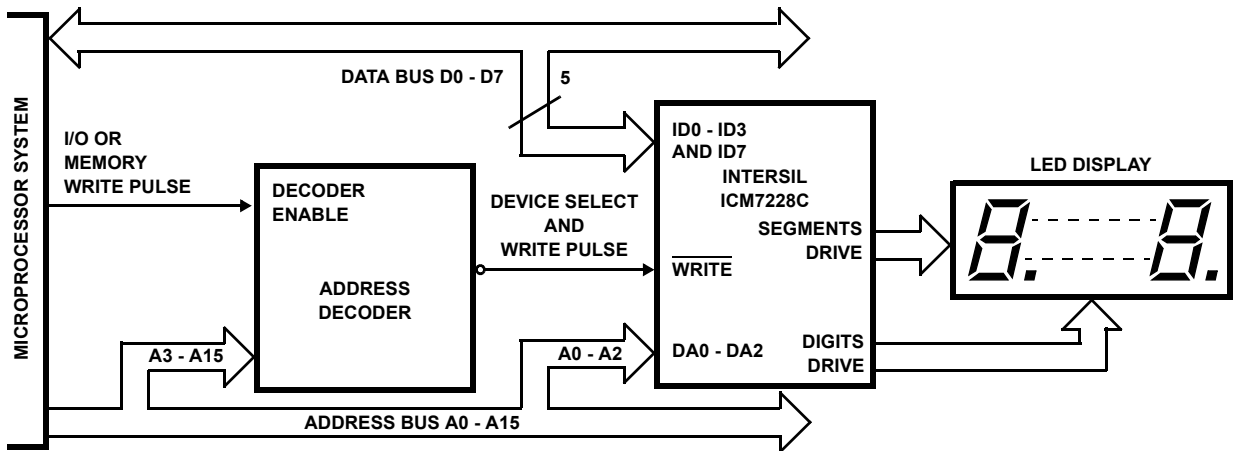 MICROPROCESSOR SYSTEM
DATA BUS D0 - D7
5
I/O OR
MEMORY
WRITE PULSE
DECODER
ENABLE
ADDRESS
DECODER
A3 - A15
DEVICE SELECT
AND
WRITE PULSE
A0 - A2
ID0 - ID3
AND ID7
INTERSIL
ICM7228C
SEGMENTS
DRIVE
WRITE
DA0 - DA2
DIGITS
DRIVE
LED DISPLAY
8. 8.
ADDRESS BUS A0 - A15